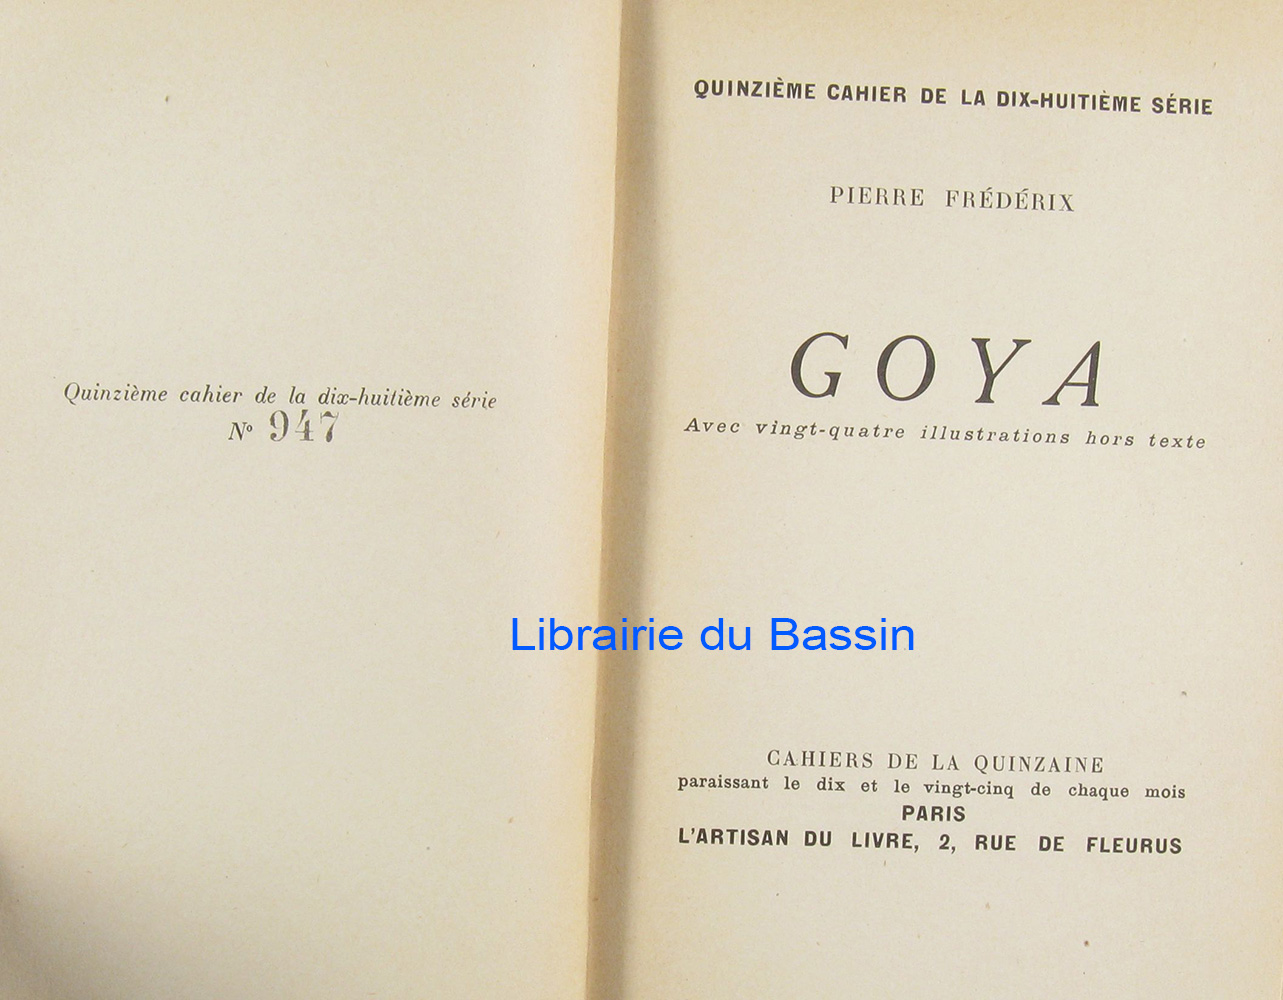 Quinzième cahier de la dix-huitième série
N° 947
QUINZIÈME CAHIER DE LA DIX-HUITIÈME SÉRIE
PIERRE FRÉDÉRIX
GOYA
Avec vingt-quatre illustrations hors texte
Librairie du Bassin
CAHIERS DE LA QUINZAINE
paraissant le dix et le vingt-cinq de chaque mois
PARIS
L'ARTISAN DU LIVRE, 2, RUE DE FLEURUS